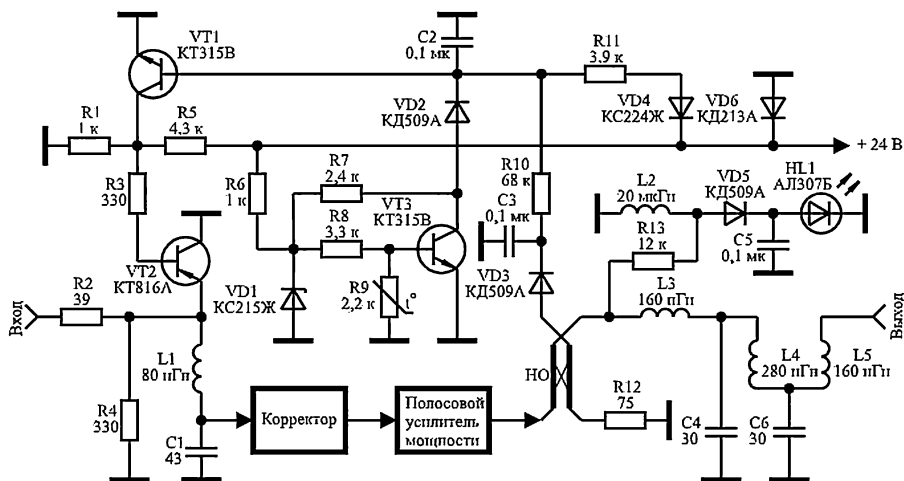 VT1
КТ315В
C2
0,1 мк
R11
3,9 к
VD2
КД509А
VD4
КС224Ж
VD6
КД213А
R1
1 к
R5
4,3 к
+ 24 В
R3
330
R6
1 к
R7
2,4 к
VT3
КТ315В
R8
3,3 к
R10
68 к
C3
0,1 мк
L2
20 мкГн
VD5
КД509А
HL1
АЛ307Б
VT2
КТ816А
R13
12 к
C5
0,1 мк
R2
39
Вход
VD1
КС215Ж
R9
2,2 к
t°
VD3
КД509А
L3
160 нГн
Выход
L1
80 нГн
НО
L4
280 нГн
L5
160 нГн
R4
330
C1
43
Корректор
Полосовой
усилитель
мощности
R12
75
C4
30
C6
30